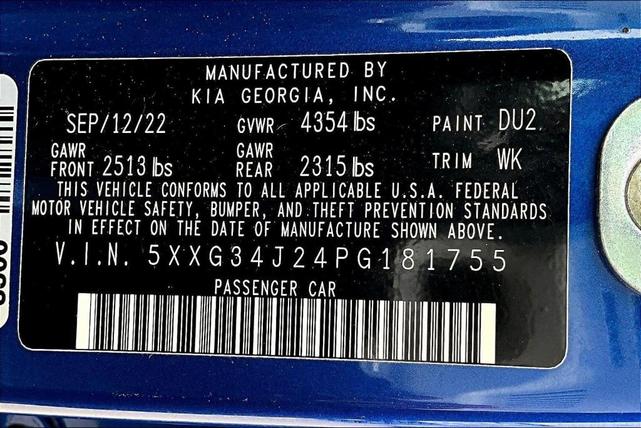 MANUFACTURED BY
KIA GEORGIA, INC.
SEP/12/22 GVWR 4354 lbs PAINT DU2
GAWR FRONT 2513 lbs GAWR REAR 2315 lbs TRIM WK
THIS VEHICLE CONFORMS TO ALL APPLICABLE U.S.A. FEDERAL
MOTOR VEHICLE SAFETY, BUMPER, AND THEFT PREVENTION STANDARDS
IN EFFECT ON THE DATE OF MANUFACTURE SHOWN ABOVE.
V.I.N. 5XXG34J24PG181755
PASSENGER CAR